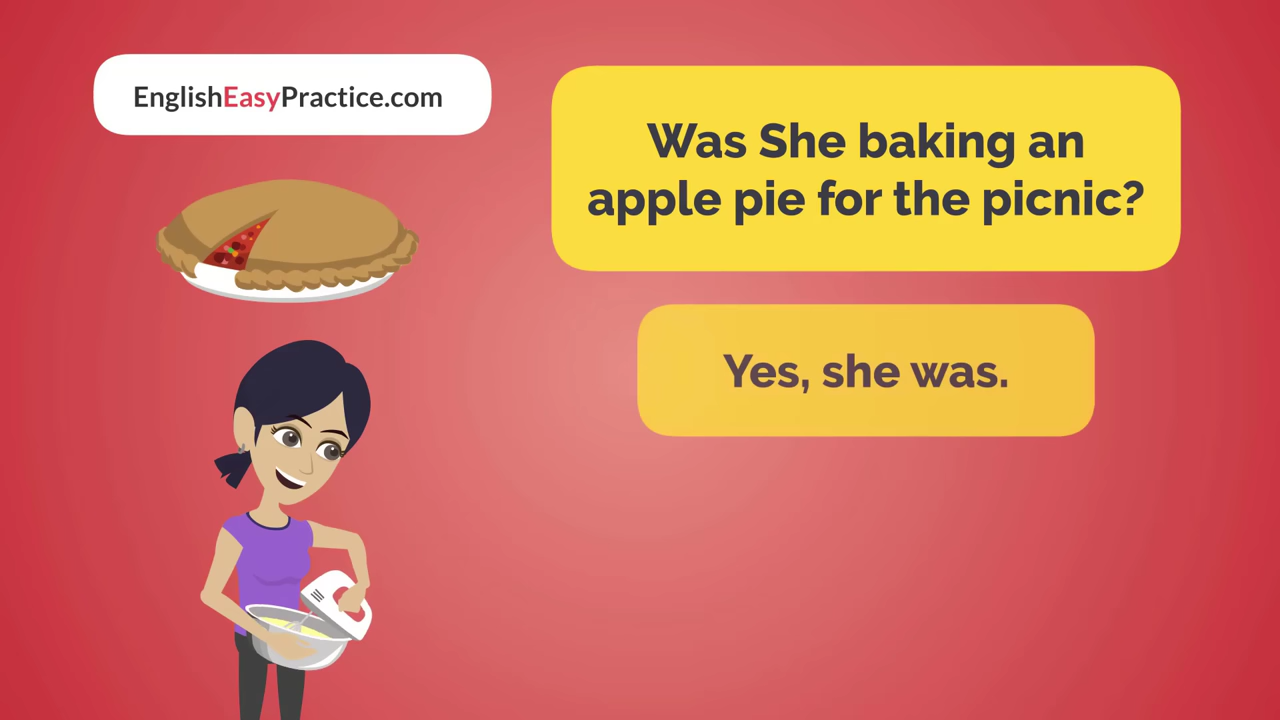 EnglishEasyPractice.com
Was She baking an
apple pie for the picnic?
Yes, she was.